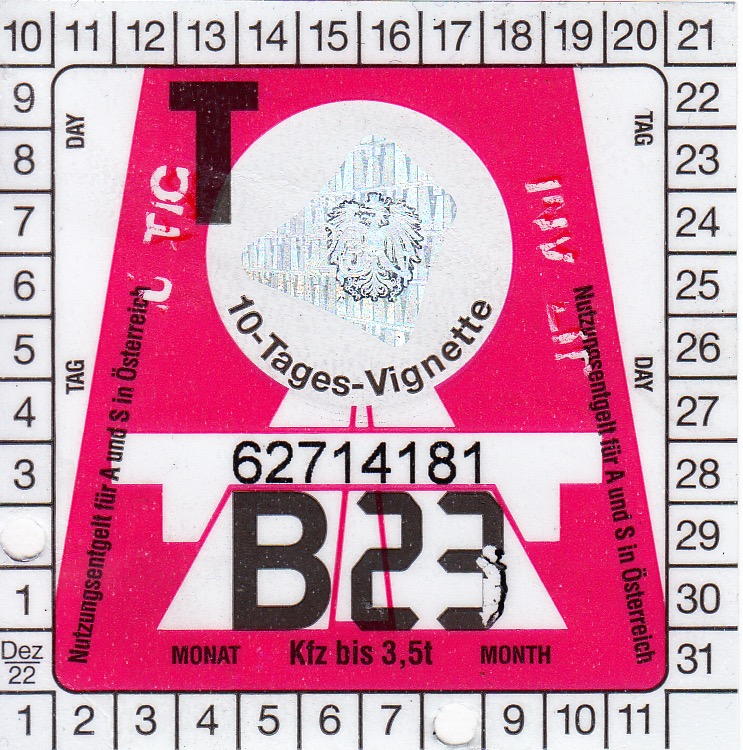 10 11 12 13 14 15 16 17 18 19 20 21
9
8
7
6
5
4
3
1
Dez
22
22
23
24
25
26
27
28
29
30
31
DAY
TAG
TAG
DAY
T
10-Tages-Vignette
Nutzungsentgelt für A und S in Österreich
Nutzungsentgelt für A und S in Österreich
62714181
B23
MONAT Kfz bis 3,5t MONTH
1 2 3 4 5 6 7 9 10 11